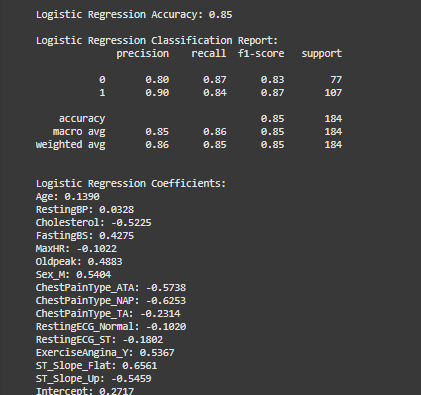 Logistic Regression Accuracy: 0.85
Logistic Regression Classification Report:
precision recall f1-score support
0 0.80 0.87 0.83 77
1 0.90 0.84 0.87 107
accuracy 0.85 184
macro avg 0.85 0.86 0.85 184
weighted avg 0.86 0.85 0.85 184
Logistic Regression Coefficients:
Age: 0.1390
RestingBP: 0.0328
Cholesterol: -0.5225
FastingBS: 0.4275
MaxHR: -0.1022
Oldpeak: 0.4883
Sex_M: 0.5404
ChestPainType_ATA: -0.5738
ChestPainType_NAP: -0.6253
ChestPainType_TA: -0.2314
RestingECG_Normal: -0.1020
RestingECG_ST: -0.1802
ExerciseAngina_Y: 0.5367
ST_Slope_Flat: 0.6561
ST_Slope_Up: -0.5459
Intercept: 0.2717